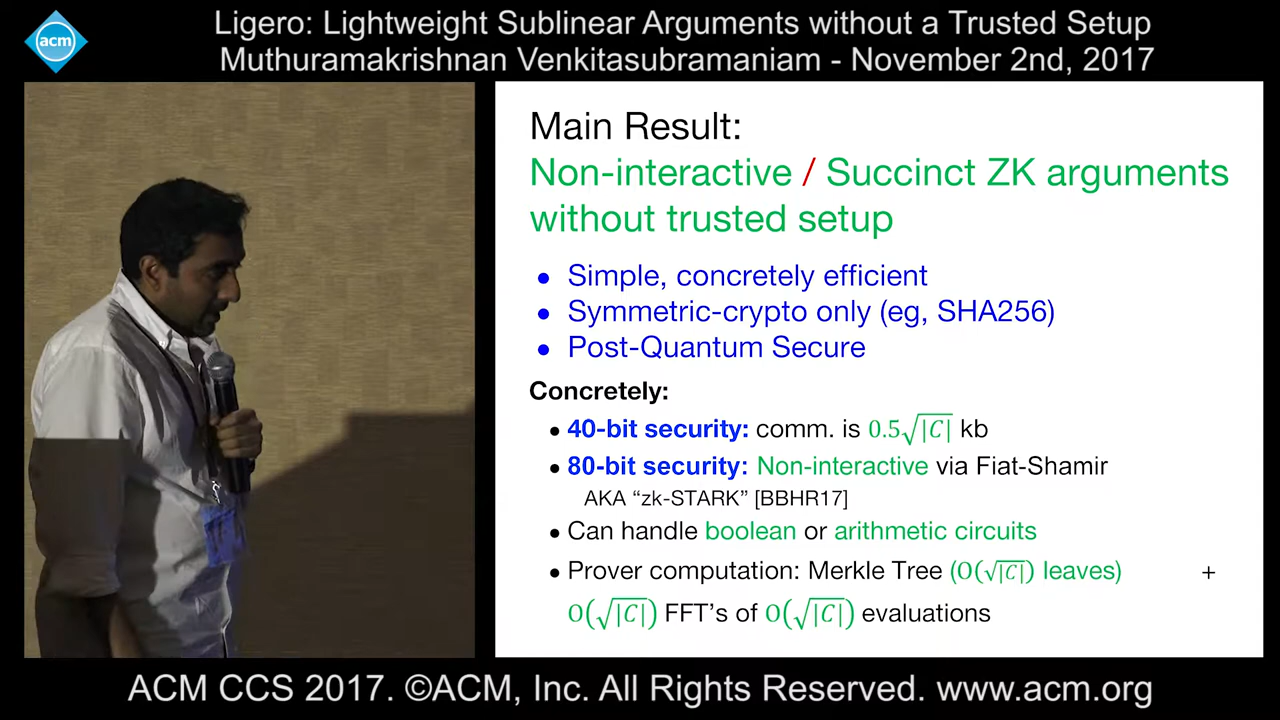 acm
Ligero: Lightweight Sublinear Arguments without a Trusted Setup
Muthuramakrishnan Venkitasubramaniam - November 2nd, 2017
Main Result:
Non-interactive / Succinct ZK arguments
without trusted setup
• Simple, concretely efficient
• Symmetric-crypto only (eg, SHA256)
• Post-Quantum Secure
Concretely:
• 40-bit security: comm. is 0.5√|C| kb
• 80-bit security: Non-interactive via Fiat-Shamir
AKA “zk-STARK” [BBHR17]
• Can handle boolean or arithmetic circuits
• Prover computation: Merkle Tree (O(√|C|) leaves) +
O(√|C|) FFT’s of O(√|C|) evaluations
ACM CCS 2017. ©ACM, Inc. All Rights Reserved. www.acm.org